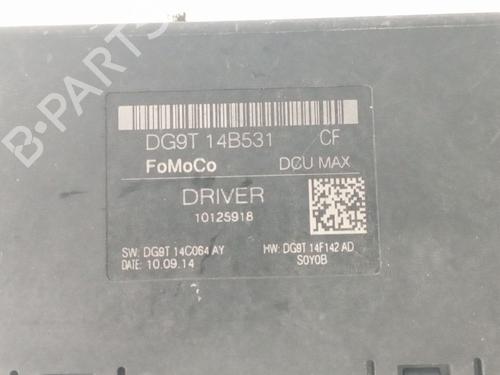 B-PARTS
DG9T 14B531 CF
FoMoCo DCU MAX
DRIVER
10125918
SW: DG9T 14C064 AY HW: DG9T 14F142 AD
DATE: 10.09.14 S0Y0B